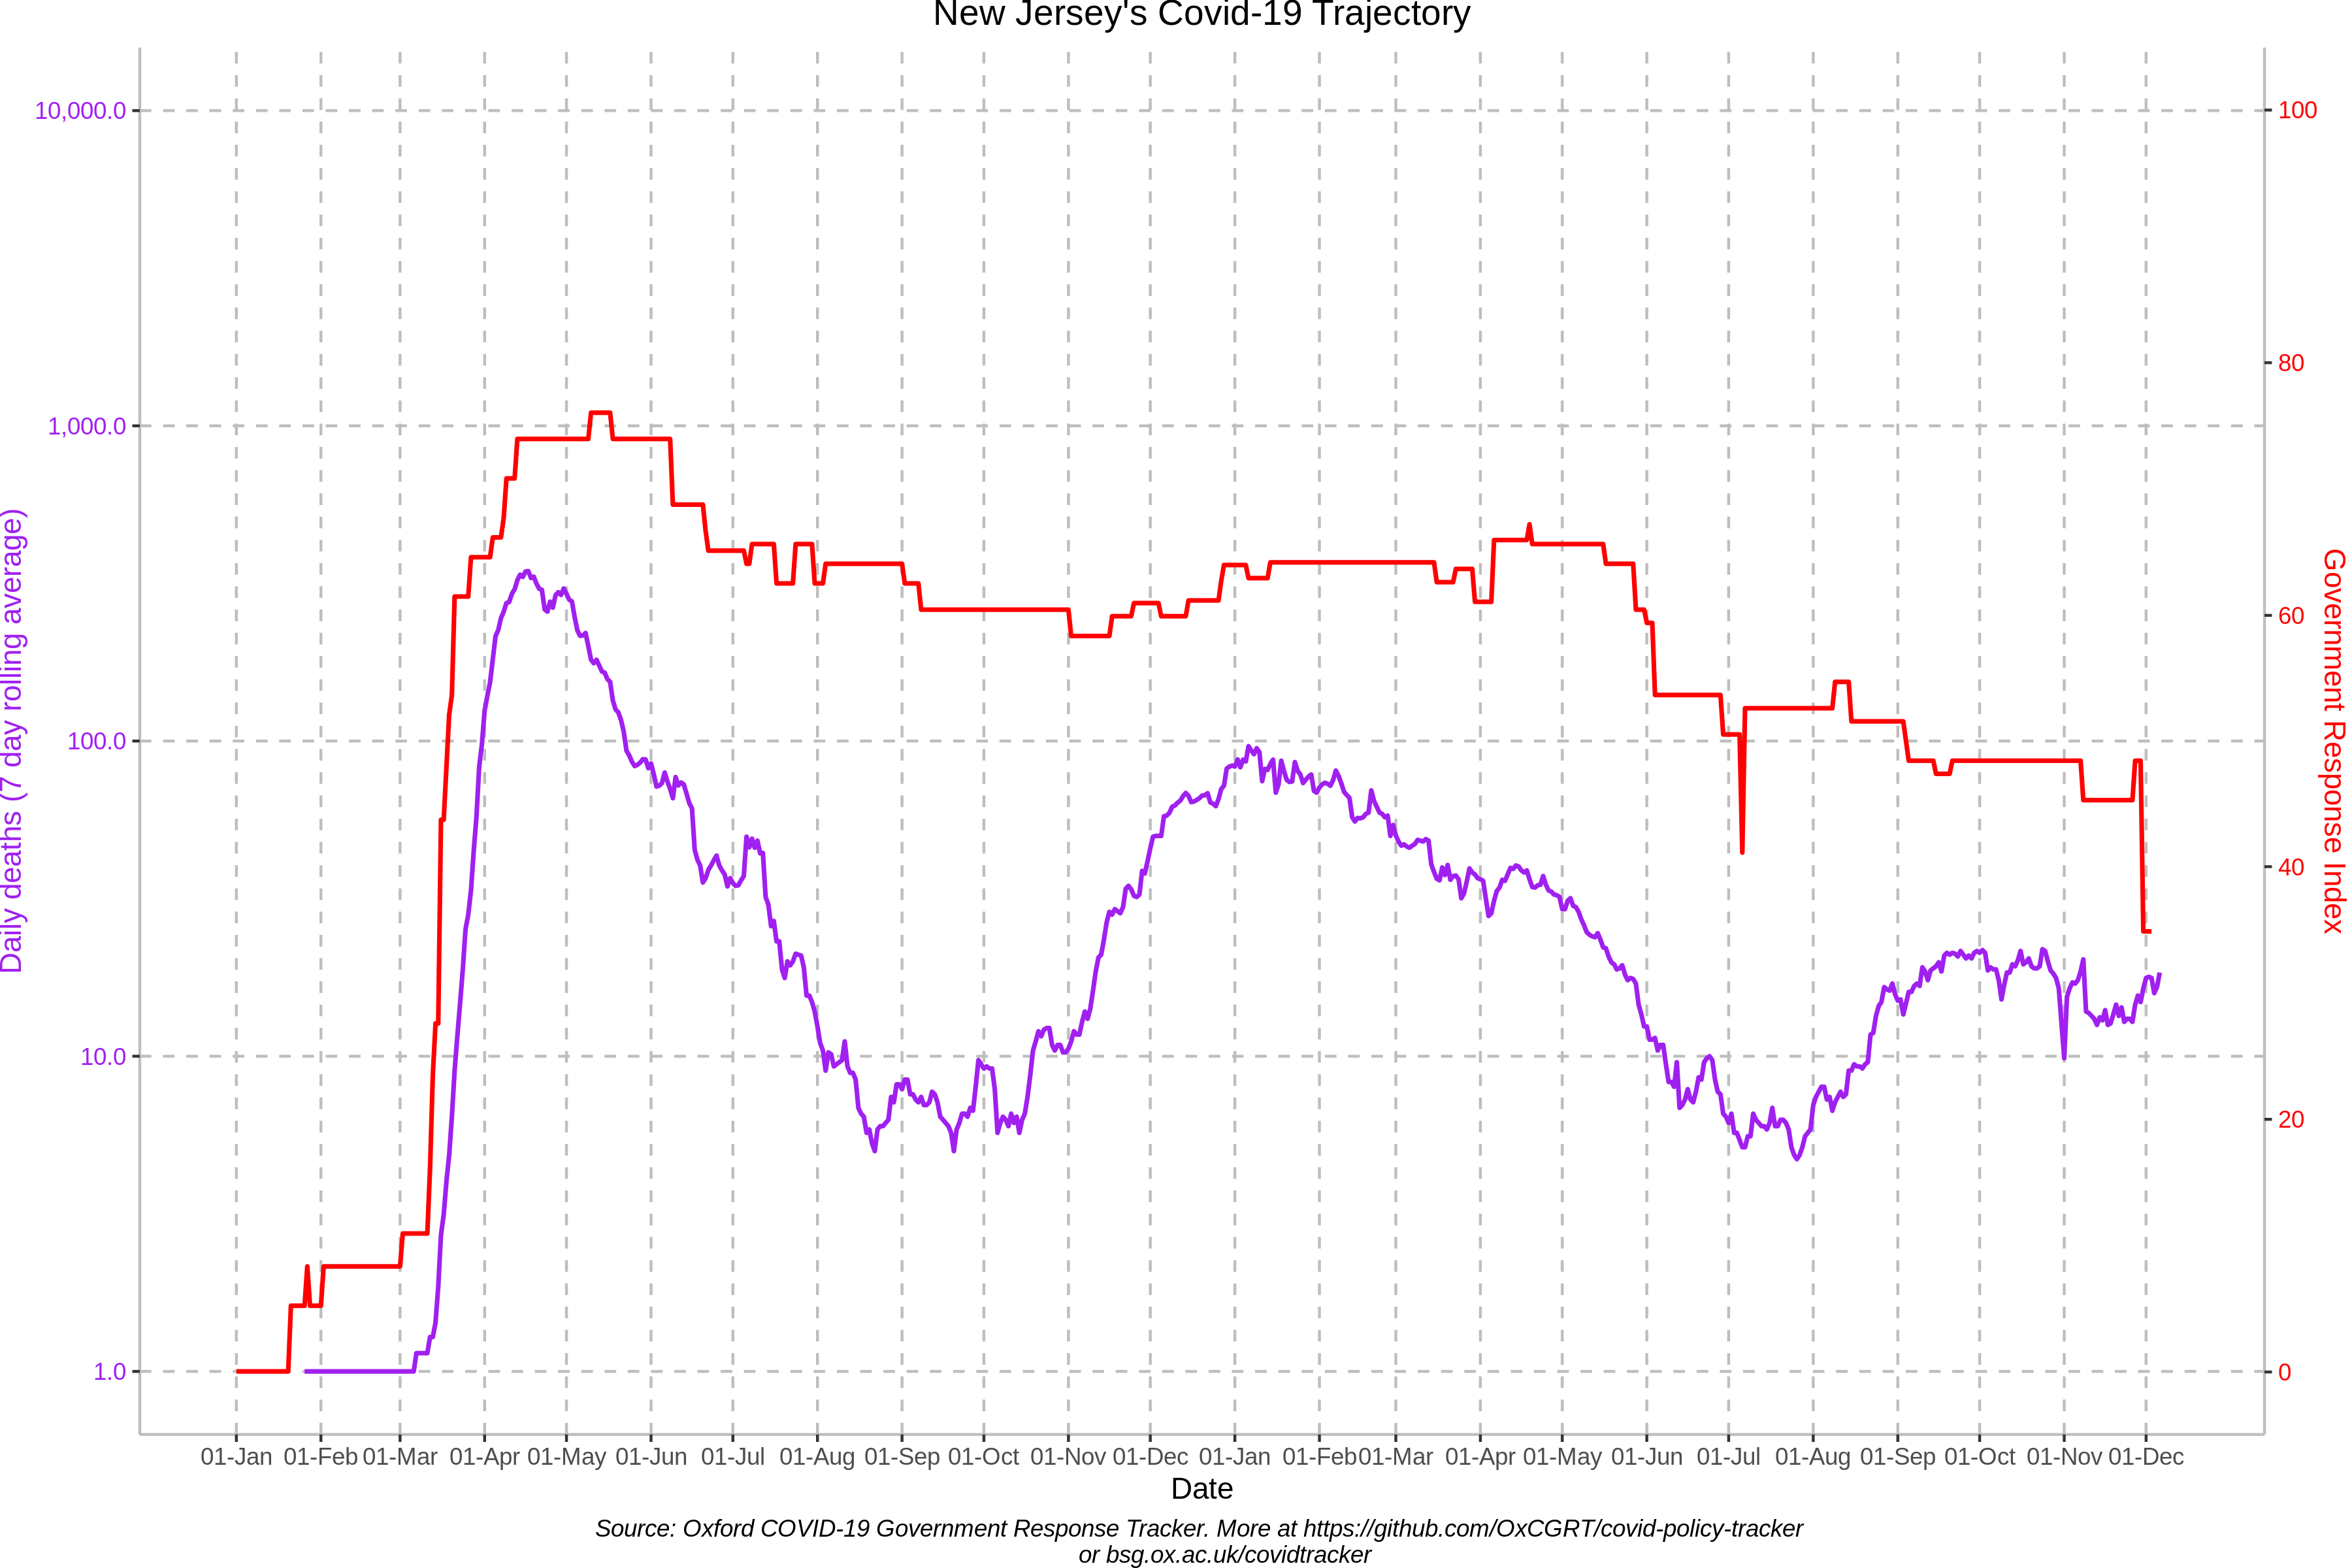 New Jersey's Covid-19 Trajectory
10,000.0
1,000.0
100.0
10.0
1.0
Daily deaths (7 day rolling average)
100
80
60
40
20
0
Government Response Index
01-Jan 01-Feb 01-Mar 01-Apr 01-May 01-Jun 01-Jul 01-Aug 01-Sep 01-Oct 01-Nov 01-Dec 01-Jan 01-Feb 01-Mar 01-Apr 01-May 01-Jun 01-Jul 01-Aug 01-Sep 01-Oct 01-Nov 01-Dec
Date
Source: Oxford COVID-19 Government Response Tracker. More at https://github.com/OxCGRT/covid-policy-tracker
or bsg.ox.ac.uk/covidtracker